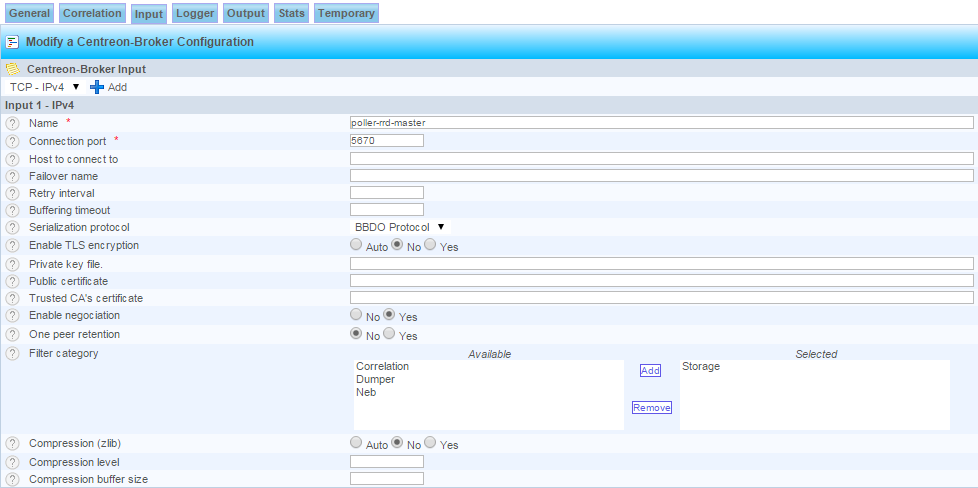 General Correlation Input Logger Output Stats Temporary
Modify a Centreon-Broker Configuration
Centreon-Broker Input
TCP - IPv4 ▼ Add
Input 1 - IPv4
? Name * poller-rrd-master
? Connection port * 5670
? Host to connect to
? Failover name
? Retry interval
? Buffering timeout
? Serialization protocol BBDO Protocol ▼
? Enable TLS encryption Auto No Yes
? Private key file.
? Public certificate
? Trusted CA's certificate
? Enable negociation No Yes
? One peer retention No Yes
? Filter category Available Selected
Correlation Add Storage
Dumper
Neb
Remove
? Compression (zlib) Auto No Yes
? Compression level
? Compression buffer size